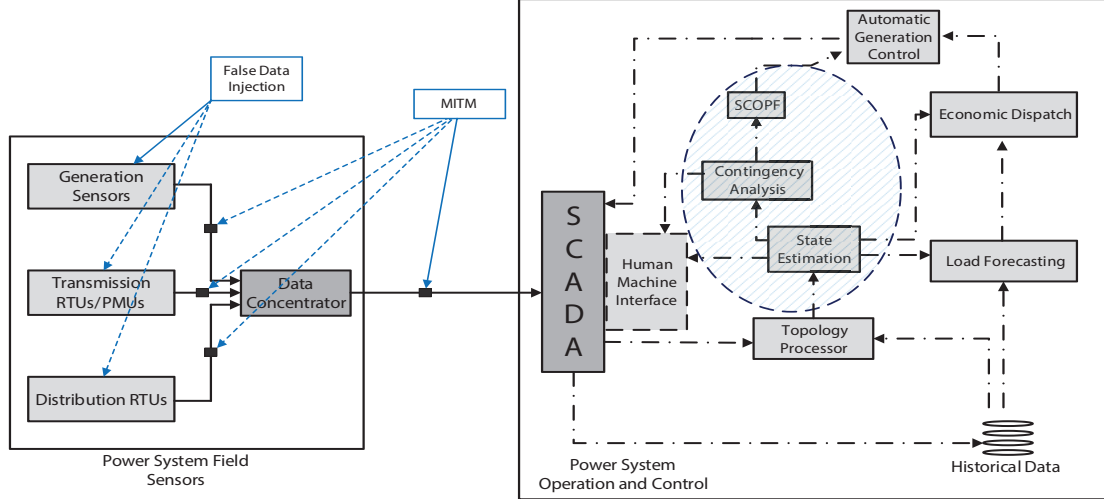 False Data
Injection
MITM
Generation
Sensors
Transmission
RTUs/PMUs
Data
Concentrator
Distribution RTUs
Power System Field
Sensors
Automatic
Generation
Control
SCOPF
Economic Dispatch
Contingency
Analysis
S
C
A
D
A
State
Estimation
Human
Machine
Interface
Load Forecasting
Topology
Processor
Power System
Operation and Control
Historical Data